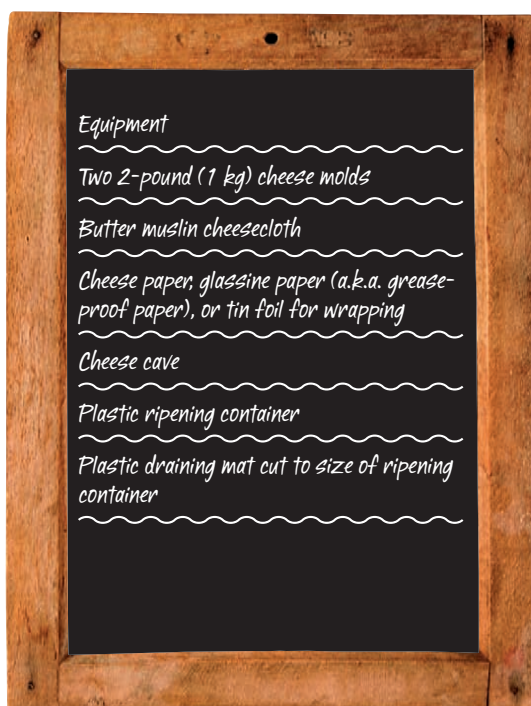 Equipment
Two 2-pound (1 kg) cheese molds
Butter muslin cheesecloth
Cheese paper, glassine paper (a.k.a. grease-
proof paper), or tin foil for wrapping
Cheese cave
Plastic ripening container
Plastic draining mat cut to size of ripening
container